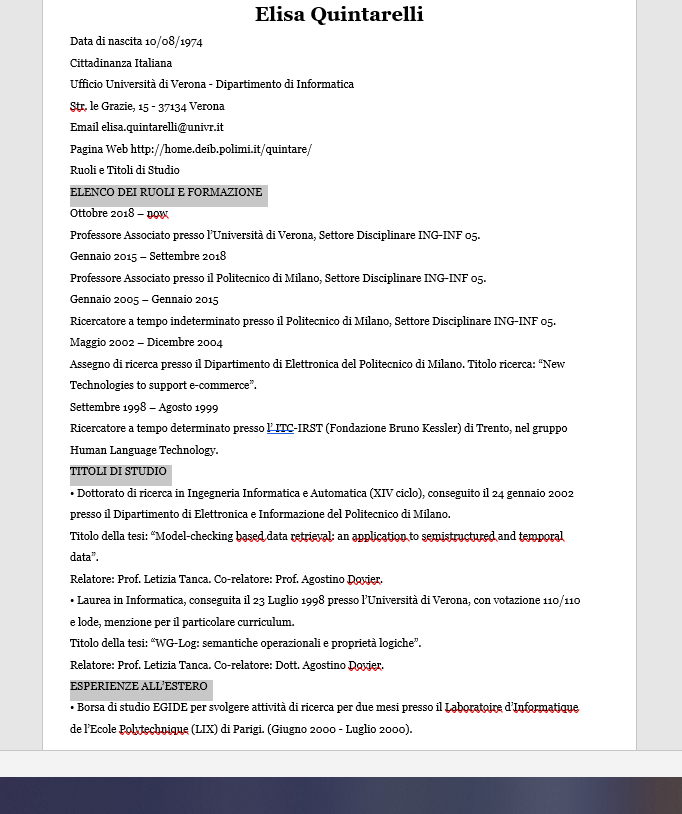 Elisa Quintarelli
Data di nascita 10/08/1974
Cittadinanza Italiana
Ufficio Università di Verona - Dipartimento di Informatica
Str. le Grazie, 15 - 37134 Verona
Email elisa.quintarelli@univr.it
Pagina Web http://home.deib.polimi.it/quintare/
Ruoli e Titoli di Studio
ELENCO DEI RUOLI E FORMAZIONE
Ottobre 2018 – now
Professore Associato presso l’Università di Verona, Settore Disciplinare ING-INF 05.
Gennaio 2015 – Settembre 2018
Professore Associato presso il Politecnico di Milano, Settore Disciplinare ING-INF 05.
Gennaio 2005 – Gennaio 2015
Ricercatore a tempo indeterminato presso il Politecnico di Milano, Settore Disciplinare ING-INF 05.
Maggio 2002 – Dicembre 2004
Assegno di ricerca presso il Dipartimento di Elettronica del Politecnico di Milano. Titolo ricerca: “New
Technologies to support e-commerce”.
Settembre 1998 – Agosto 1999
Ricercatore a tempo determinato presso l’ ITC-IRST (Fondazione Bruno Kessler) di Trento, nel gruppo
Human Language Technology.
TITOLI DI STUDIO
• Dottorato di ricerca in Ingegneria Informatica e Automatica (XIV ciclo), conseguito il 24 gennaio 2002
presso il Dipartimento di Elettronica e Informazione del Politecnico di Milano.
Titolo della tesi: “Model-checking based data retrieval: an application to semistructured and temporal
data”.
Relatore: Prof. Letizia Tanca. Co-relatore: Prof. Agostino Dovier.
• Laurea in Informatica, conseguita il 23 Luglio 1998 presso l’Università di Verona, con votazione 110/110
e lode, menzione per il particolare curriculum.
Titolo della tesi: “WG-Log: semantiche operazionali e proprietà logiche”.
Relatore: Prof. Letizia Tanca. Co-relatore: Dott. Agostino Dovier.
ESPERIENZE ALL’ESTERO
• Borsa di studio EGIDE per svolgere attività di ricerca per due mesi presso il Laboratoire d’Informatique
de l’Ecole Polytechnique (LIX) di Parigi. (Giugno 2000 - Luglio 2000).